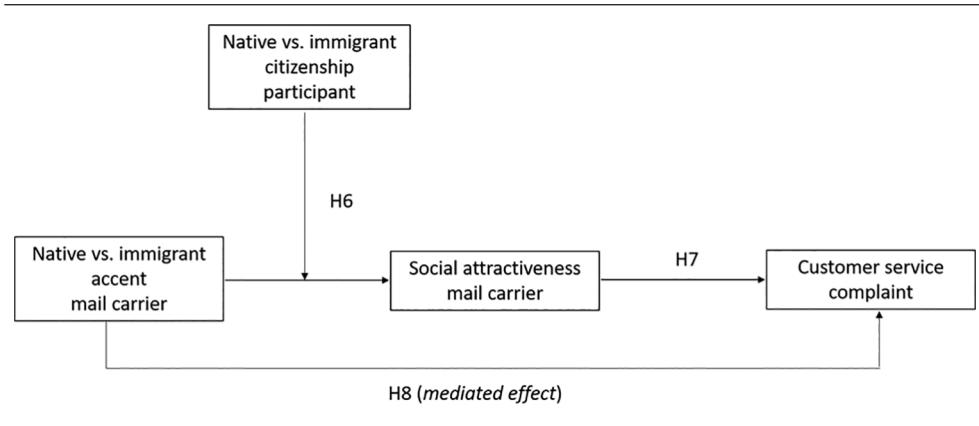 Native vs. immigrant
citizenship
participant
H6
Native vs. immigrant
accent
mail carrier
Social attractiveness
mail carrier
H7
Customer service
complaint
H8 (mediated effect)